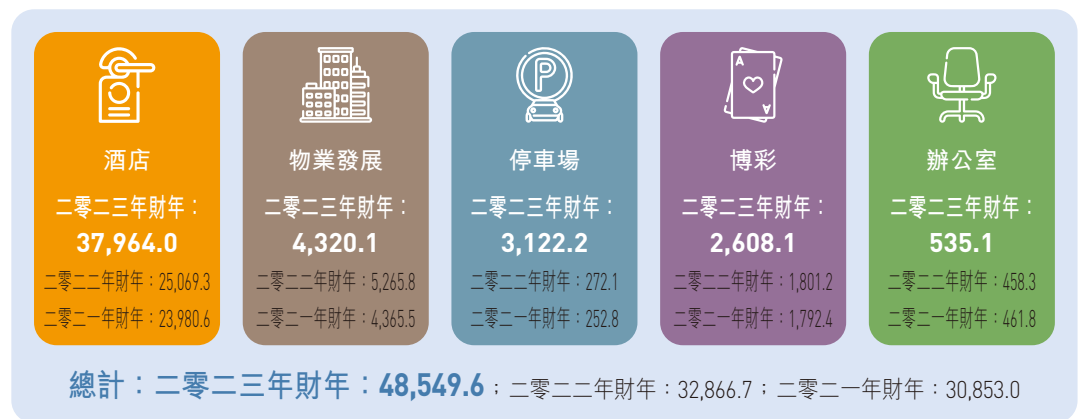 A
A
P
酒店
二零二三年財年：
37,964.0
二零二二年財年：25,069.3
二零二一年財年：23,980.6
物業發展
二零二三年財年：
4,320.1
二零二二年財年：5,265.8
二零二一年財年：4,365.5
停車場
二零二三年財年：
3,122.2
二零二二年財年：272.1
二零二一年財年：252.8
博彩
二零二三年財年：
2,608.1
二零二二年財年：1,801.2
二零二一年財年：1,792.4
辦公室
二零二三年財年：
535.1
二零二二年財年：458.3
二零二一年財年：461.8
總計：二零二三年財年：48,549.6；二零二二年財年：32,866.7；二零二一年財年：30,853.0